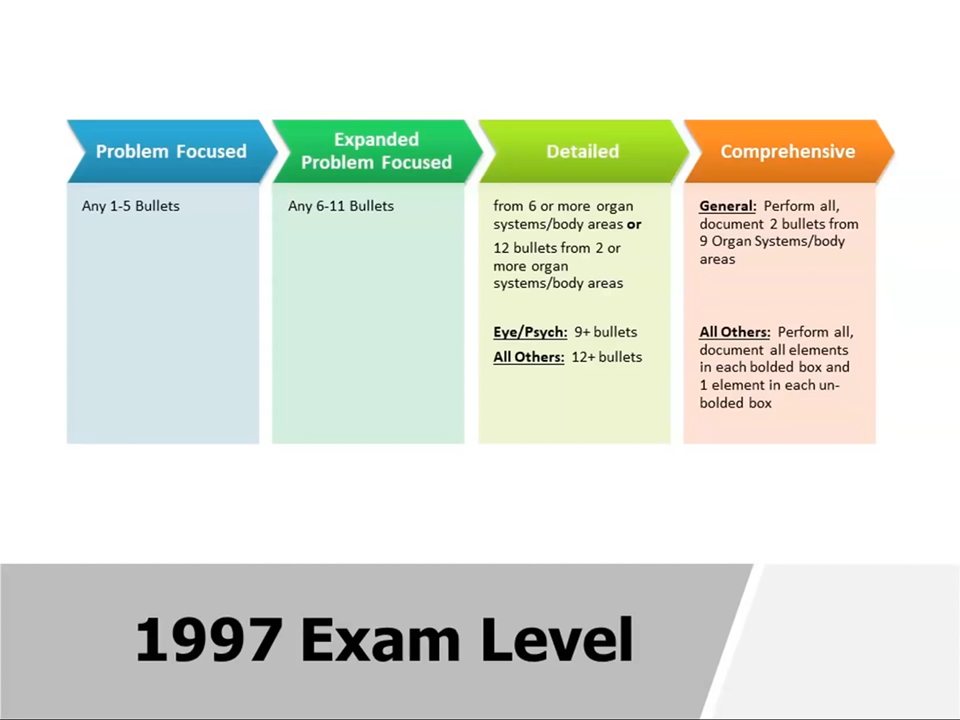 Problem Focused
Any 1-5 Bullets
Expanded
Problem Focused
Any 6-11 Bullets
Detailed
from 6 or more organ
systems/body areas or
12 bullets from 2 or
more organ
systems/body areas
Eye/Psych: 9+ bullets
All Others: 12+ bullets
Comprehensive
General: Perform all,
document 2 bullets from
9 Organ Systems/body
areas
All Others: Perform all,
document all elements
in each bolded box and
1 element in each un-
bolded box
1997 Exam Level